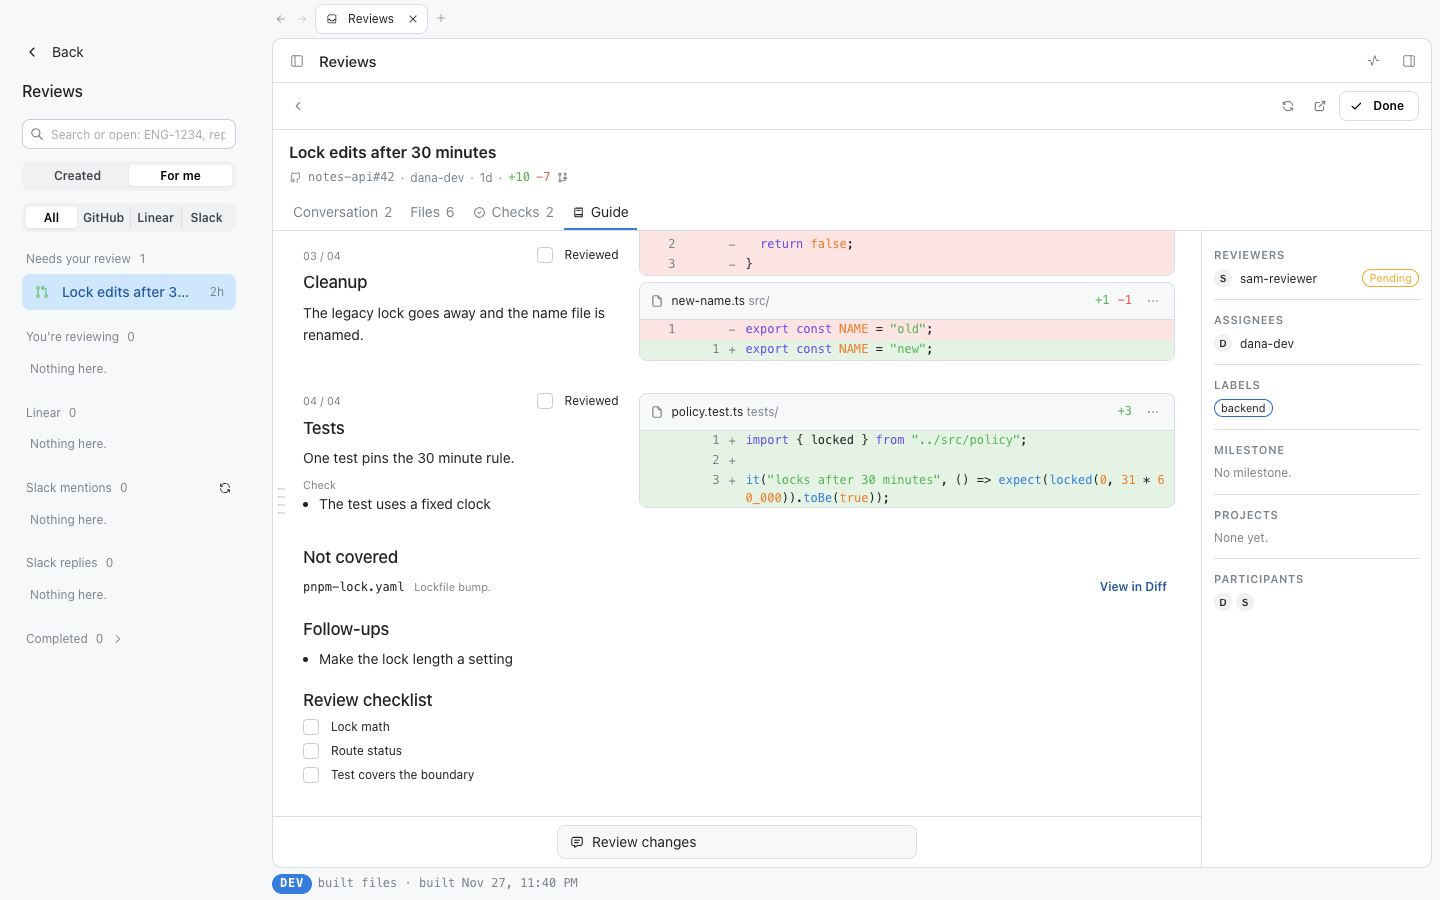 Reviews
Back
Reviews
Search or open: ENG-1234, rep
Created
For me
All
GitHub
Linear
Slack
Needs your review 1
Lock edits after 3... 2h
You're reviewing 0
Nothing here.
Linear 0
Nothing here.
Slack mentions 0
Nothing here.
Slack replies 0
Nothing here.
Completed 0
Reviews
Done
Lock edits after 30 minutes
notes-api#42 · dana-dev · 1d · +10 −7
Conversation 2
Files 6
Checks 2
Guide
03 / 04
Reviewed
Cleanup
The legacy lock goes away and the name file is
renamed.
2 − return false;
3 − }
new-name.ts src/ +1 −1 ···
1 − export const NAME = "old";
1 + export const NAME = "new";
04 / 04
Reviewed
Tests
One test pins the 30 minute rule.
Check
• The test uses a fixed clock
policy.test.ts tests/ +3 ···
1 + import { locked } from "../src/policy";
2 +
3 + it("locks after 30 minutes", () => expect(locked(0, 31 * 6
0_000)).toBe(true));
Not covered
pnpm-lock.yaml Lockfile bump. View in Diff
Follow-ups
• Make the lock length a setting
Review checklist
Lock math
Route status
Test covers the boundary
Review changes
REVIEWERS
S sam-reviewer Pending
ASSIGNEES
D dana-dev
LABELS
backend
MILESTONE
No milestone.
PROJECTS
None yet.
PARTICIPANTS
D S
DEV built files · built Nov 27, 11:40 PM